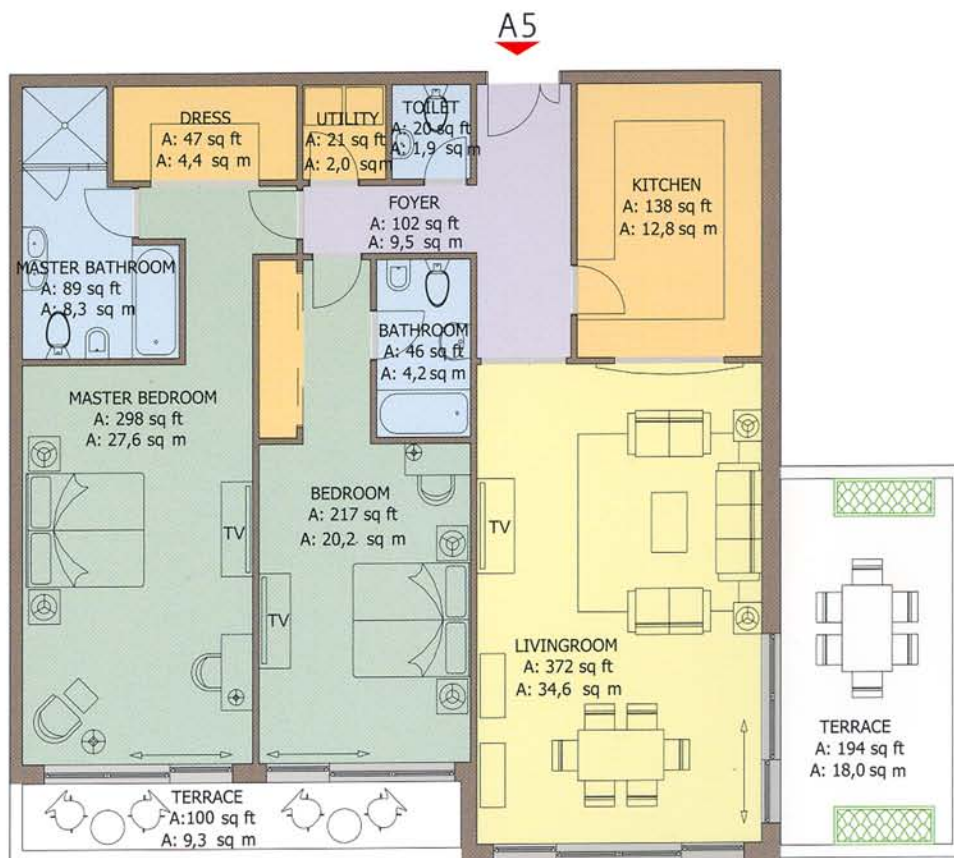 A5
DRESS
A: 47 sq ft
A: 4,4 sq m
UTILITY
A: 21 sq ft
A: 2,0 sqm
TOILET
A: 20 sq ft
A: 1,9 sq m
FOYER
A: 102 sq ft
A: 9,5 sq m
KITCHEN
A: 138 sq ft
A: 12,8 sq m
MASTER BATHROOM
A: 89 sq ft
A: 8,3 sq m
BATHROOM
A: 46 sq ft
A: 4,2 sq m
MASTER BEDROOM
A: 298 sq ft
A: 27,6 sq m
TV
BEDROOM
A: 217 sq ft
A: 20,2 sq m
TV
TV
LIVINGROOM
A: 372 sq ft
A: 34,6 sq m
TERRACE
A: 194 sq ft
A: 18,0 sq m
TERRACE
A:100 sq ft
A: 9,3 sq m